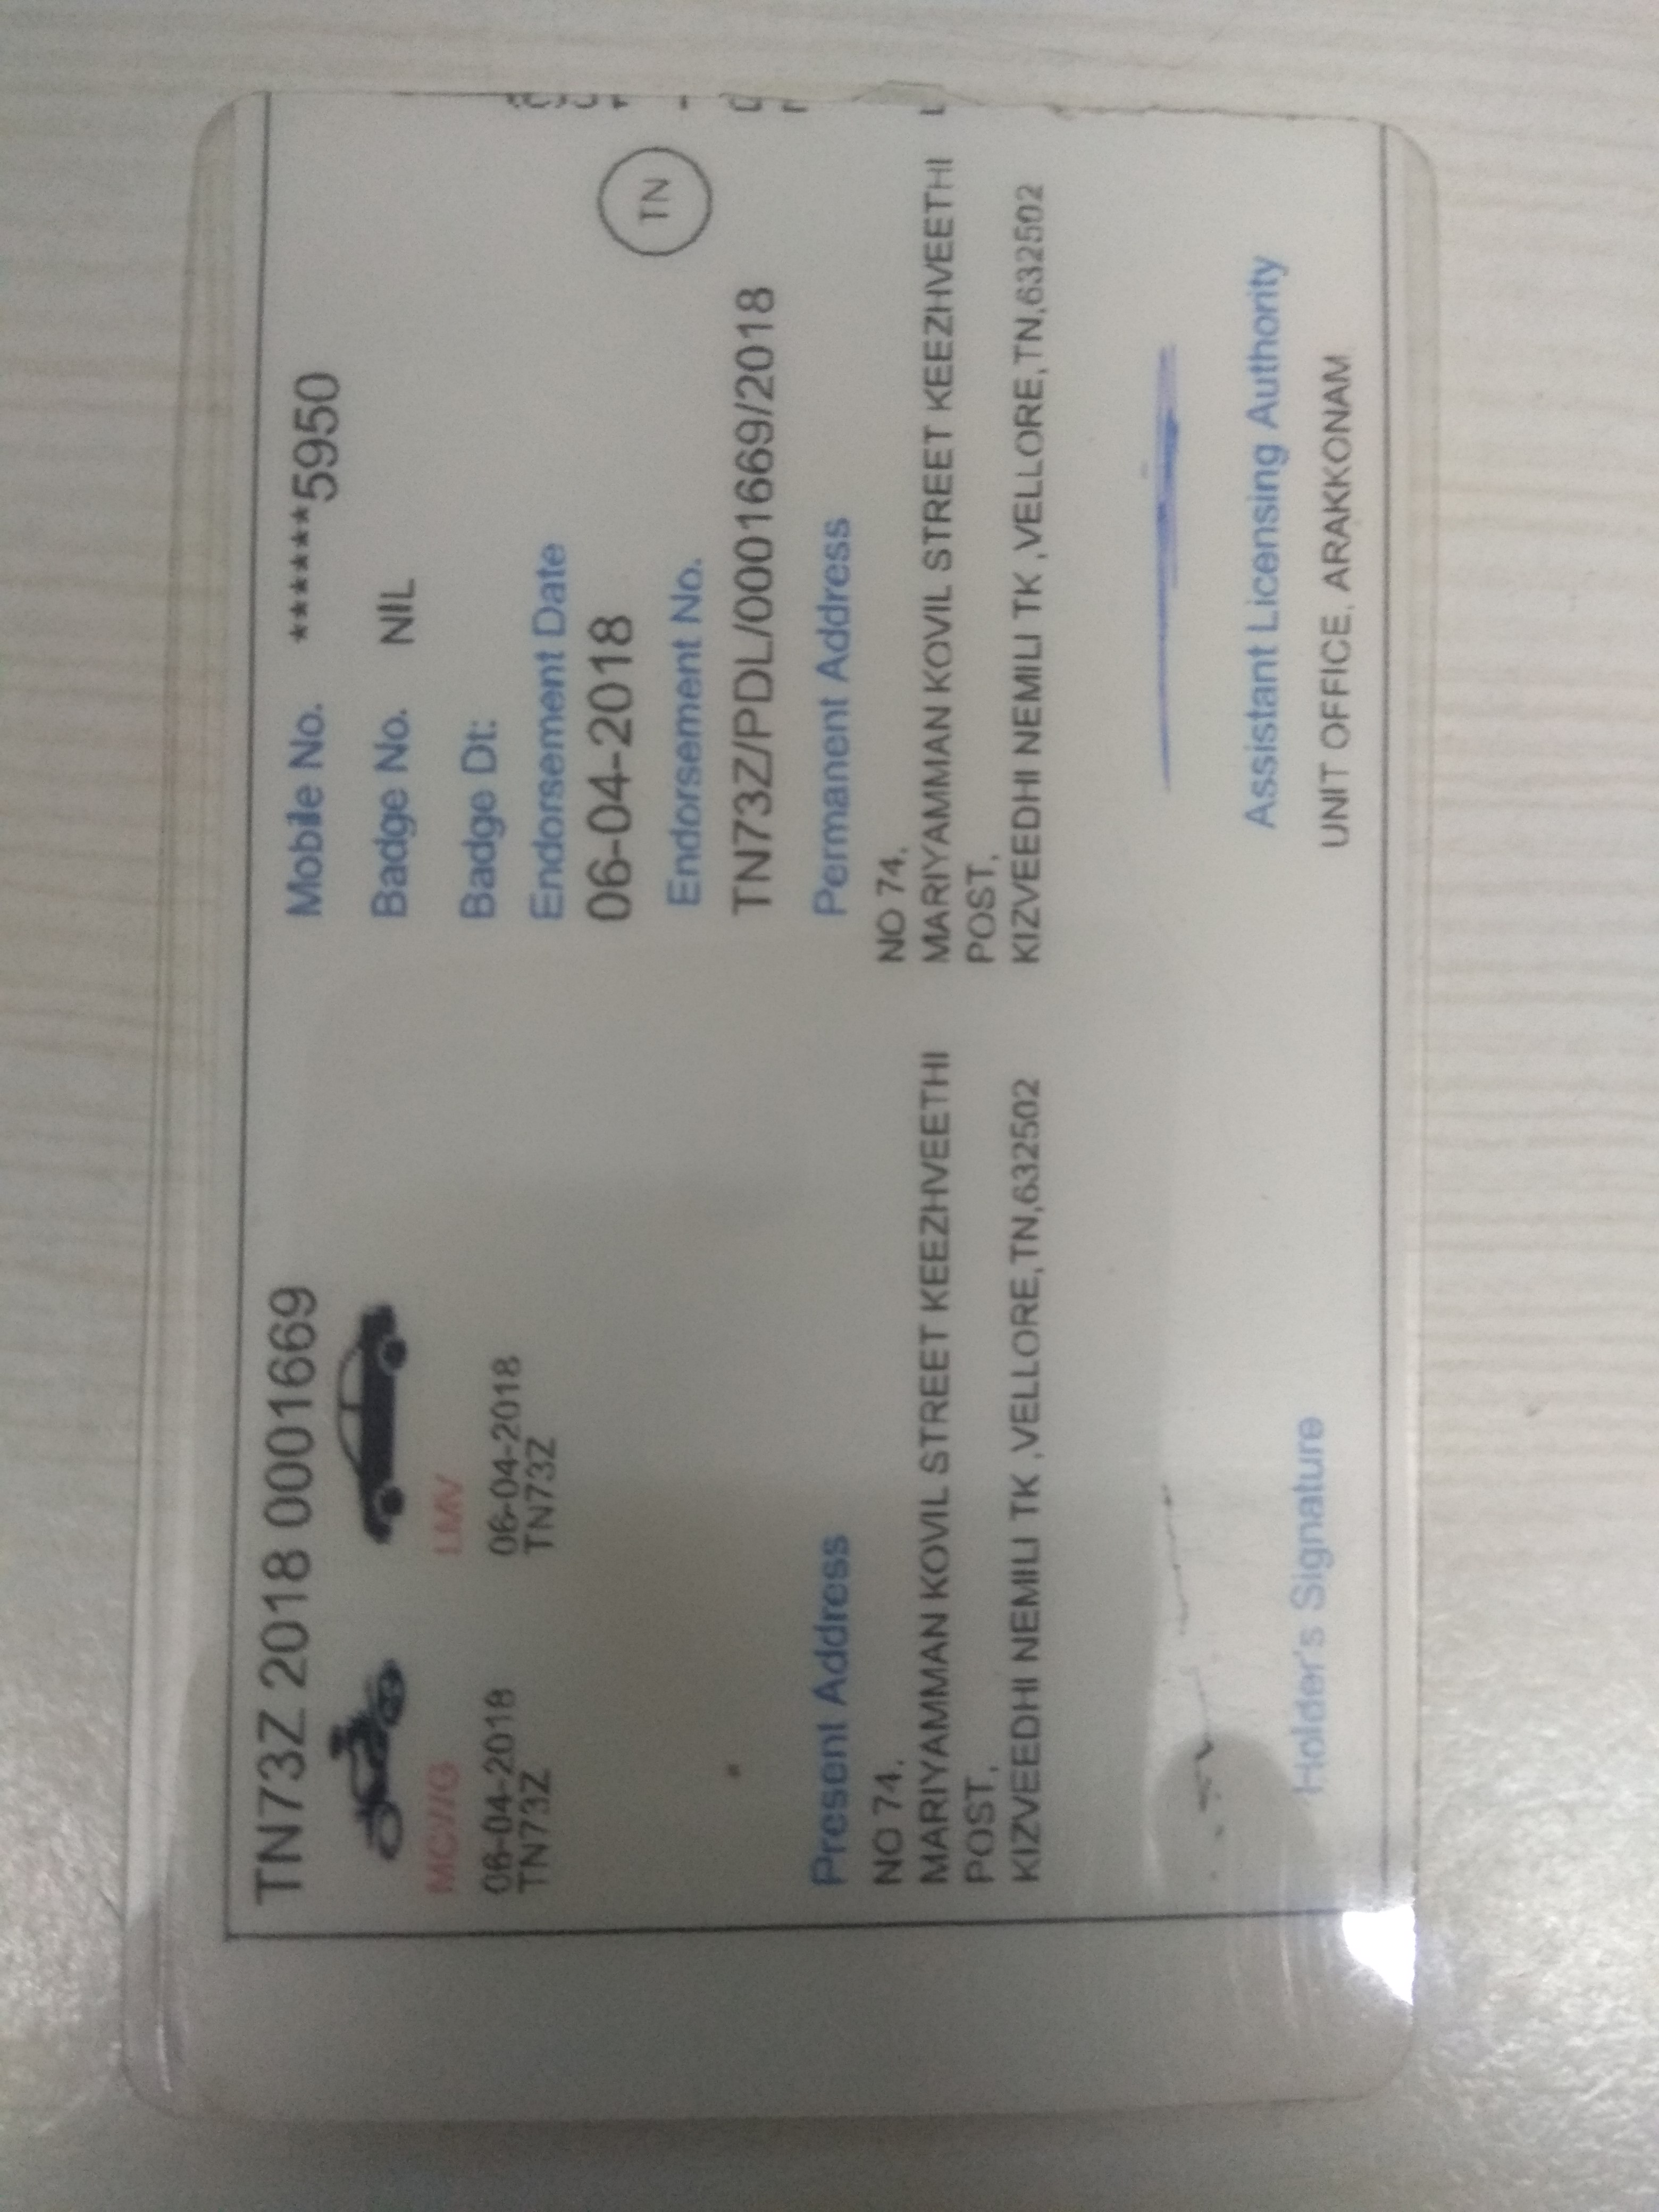 TN73Z 2018 0001669
Mobile No. ******5950
MCWG
LMV
Badge No. NIL
06-04-2018
TN73Z
06-04-2018
TN73Z
Badge Dt:
Endorsement Date
06-04-2018
TN
Endorsement No.
TN73Z/PDL/0001669/2018
Present Address
NO 74,
MARIYAMMAN KOVIL STREET KEEZHVEETHI
POST,
KIZVEEDHI NEMILI TK ,VELLORE,TN,632502
Permanent Address
NO 74,
MARIYAMMAN KOVIL STREET KEEZHVEETHI
POST,
KIZVEEDHI NEMILI TK ,VELLORE,TN,632502
Holder's Signature
Assistant Licensing Authority
UNIT OFFICE, ARAKKONAM